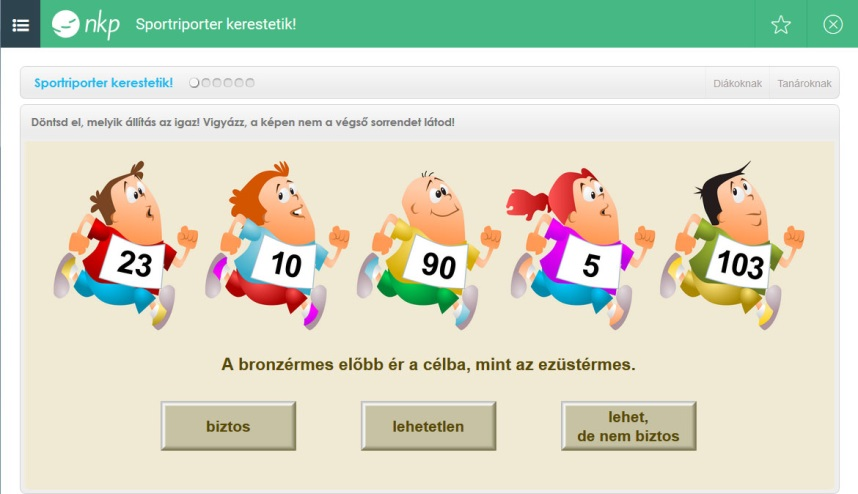 nkp Sportriporter kerestetik!
Sportriporter kerestetik! Diákoknak Tanároknak
Döntsd el, melyik állítás az igaz! Vigyázz, a képen nem a végső sorrendet látod!
23 10 90 5 103
A bronzérmes előbb ér a célba, mint az ezüstérmes.
biztos lehetetlen lehet,
de nem biztos